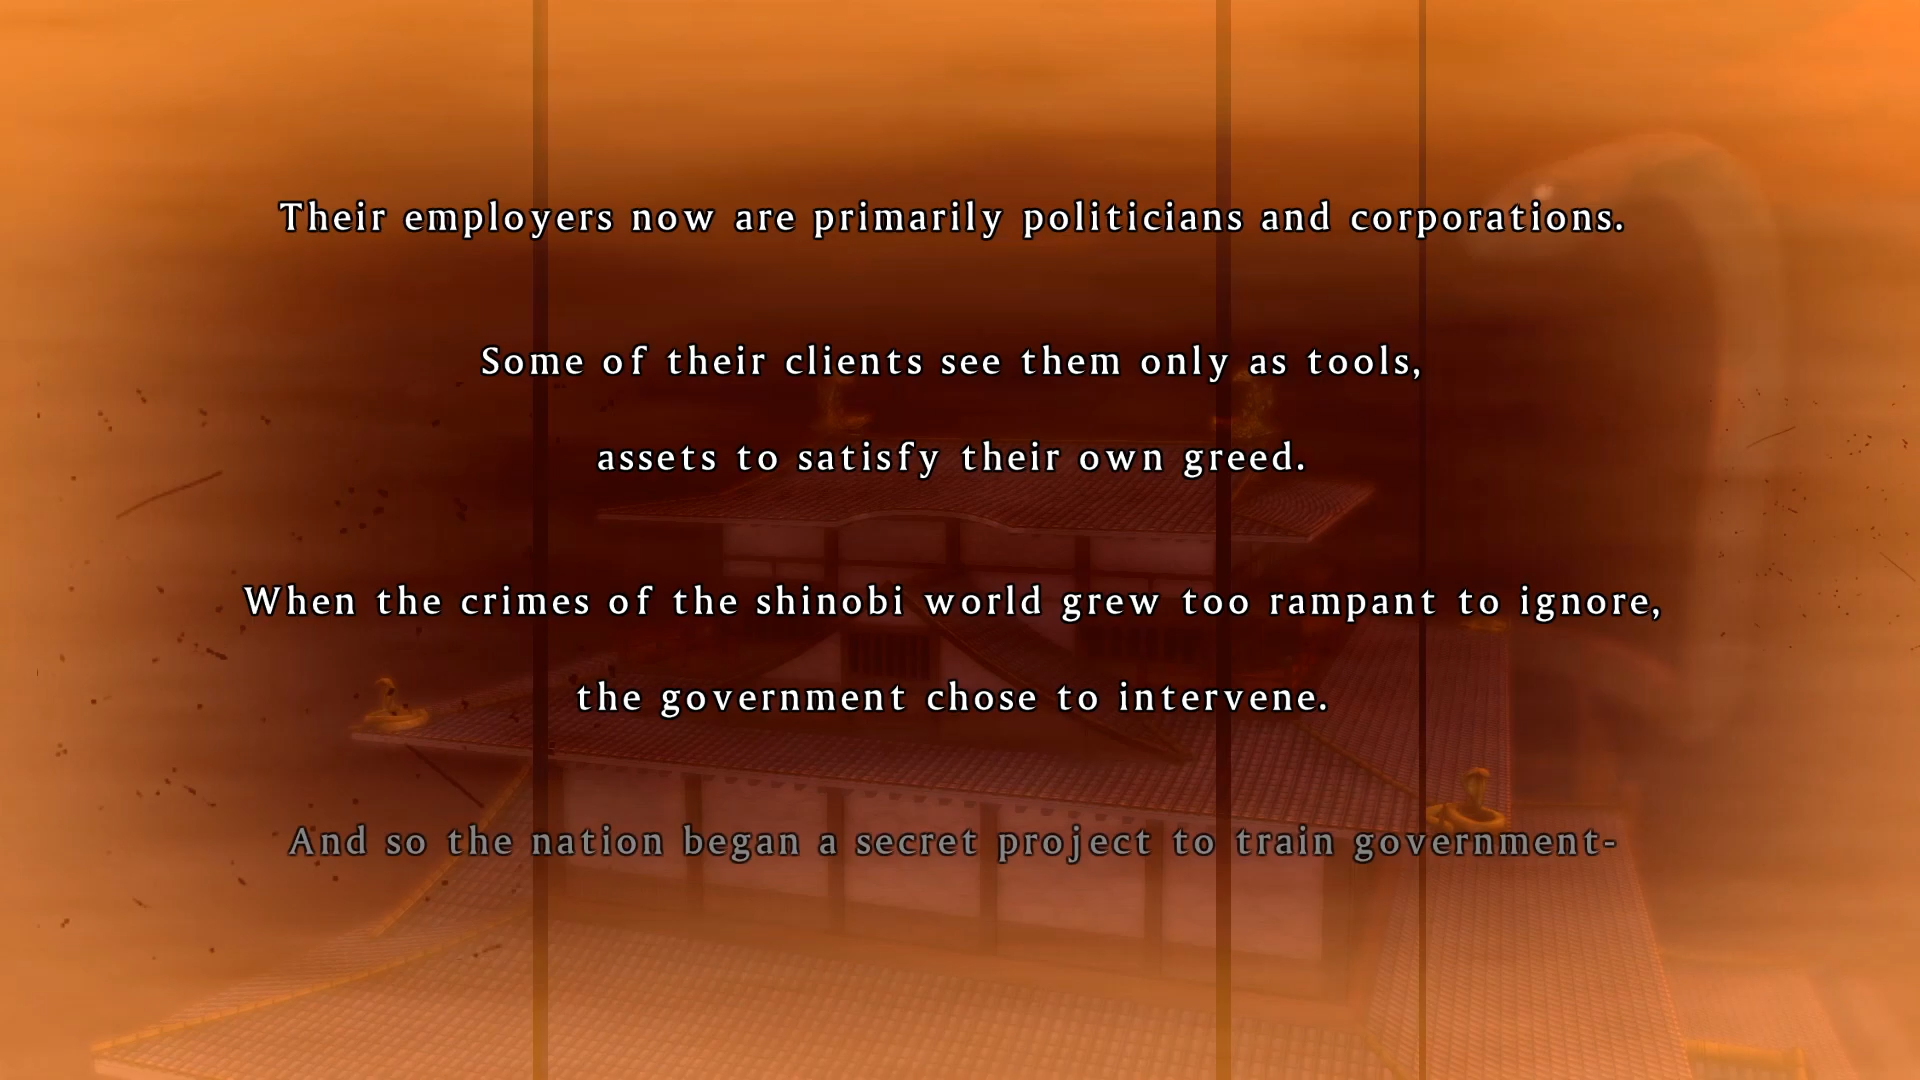 Their employers now are primarily politicians and corporations.
Some of their clients see them only as tools,
assets to satisfy their own greed.
When the crimes of the shinobi world grew too rampant to ignore,
the government chose to intervene.
And so the nation began a secret project to train government-